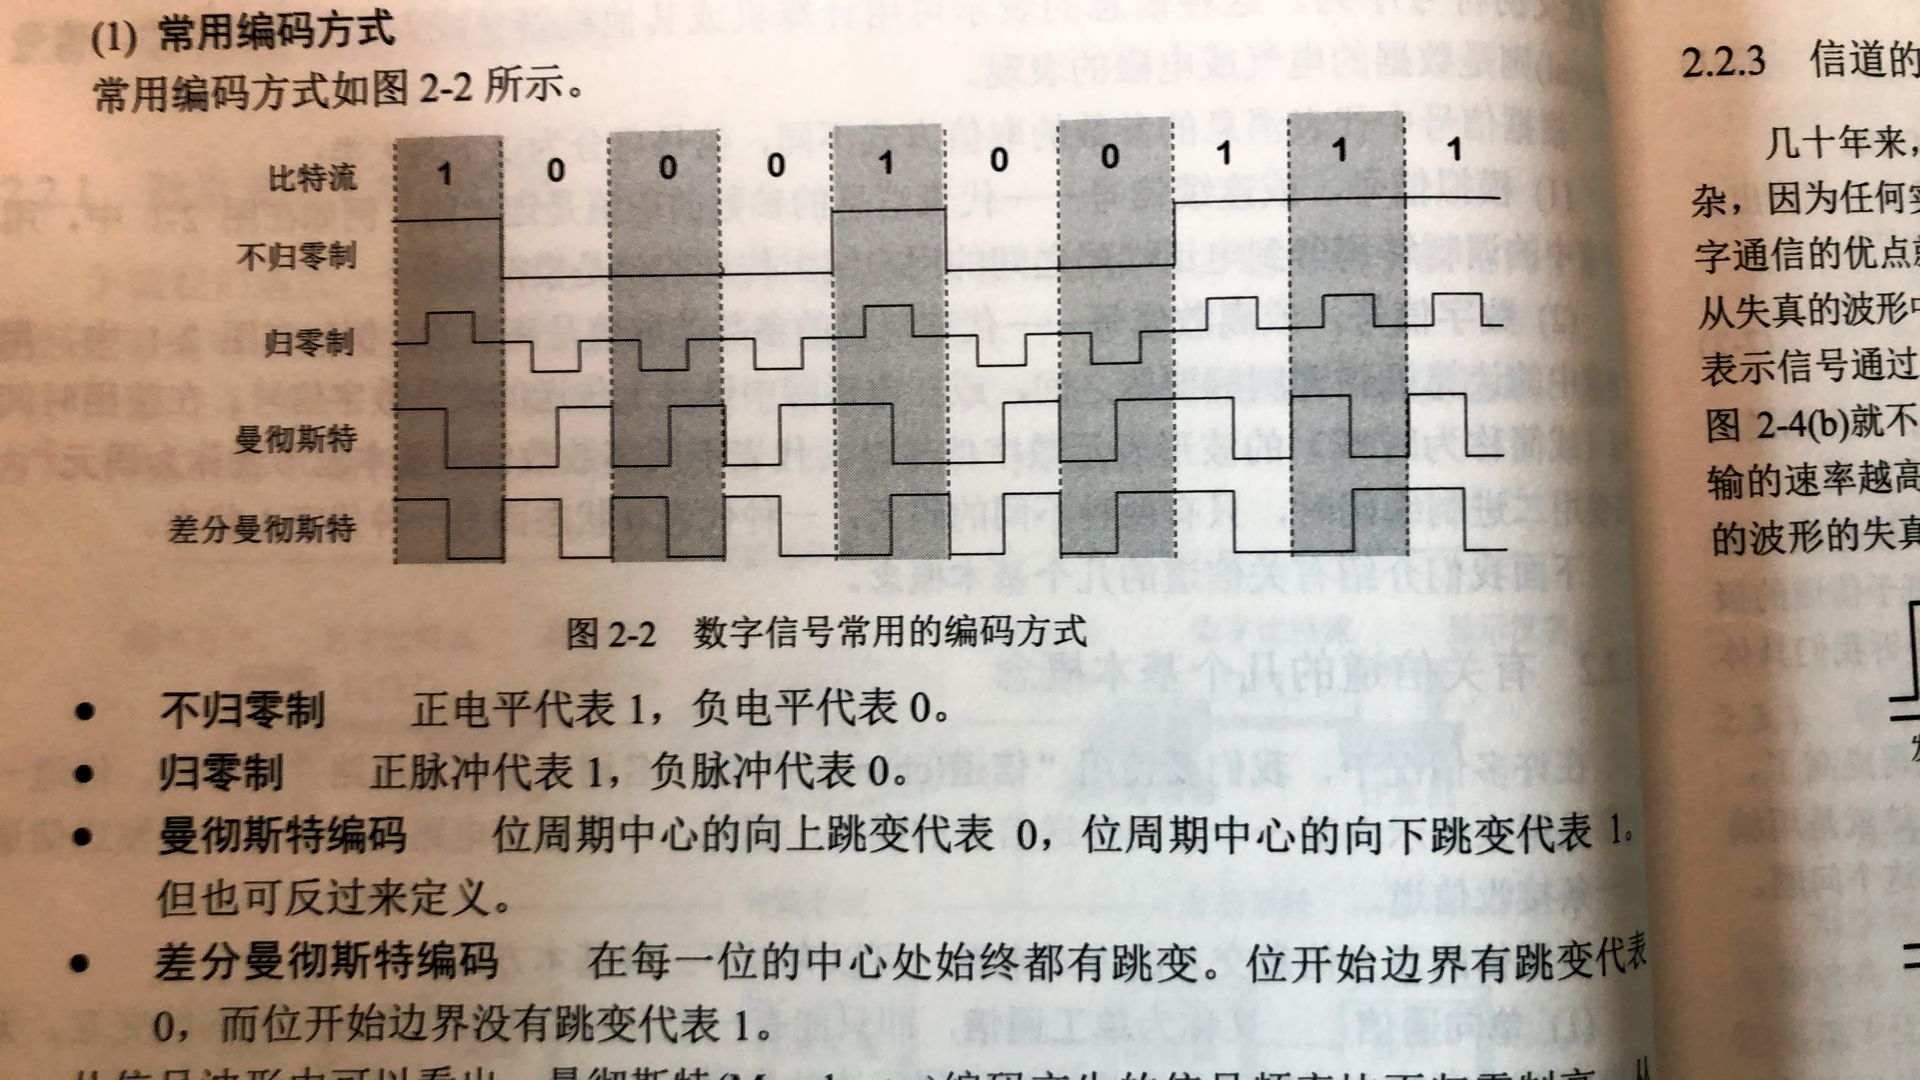 (1) 常用编码方式
常用编码方式如图 2-2 所示。
比特流 1 0 0 0 1 0 0 1 1 1
不归零制
归零制
曼彻斯特
差分曼彻斯特
图 2-2 数字信号常用的编码方式
● 不归零制 正电平代表 1，负电平代表 0。
● 归零制 正脉冲代表 1，负脉冲代表 0。
● 曼彻斯特编码 位周期中心的向上跳变代表 0，位周期中心的向下跳变代表 1。
但也可反过来定义。
● 差分曼彻斯特编码 在每一位的中心处始终都有跳变。位开始边界有跳变代表
0，而位开始边界没有跳变代表 1。
2.2.3 信道的
几十年来，
杂，因为任何实
字通信的优点就
从失真的波形中
表示信号通过
图 2-4(b)就不
输的速率越高
的波形的失真